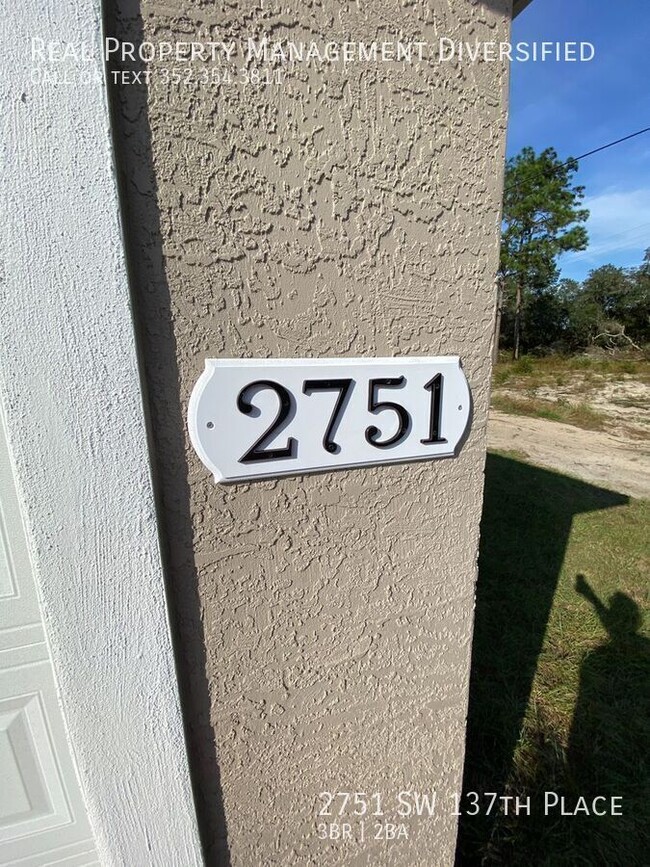 Real Property Management Diversified
Call or text 352.354.3811
2751
2751 SW 137th Place
3BR | 2BA